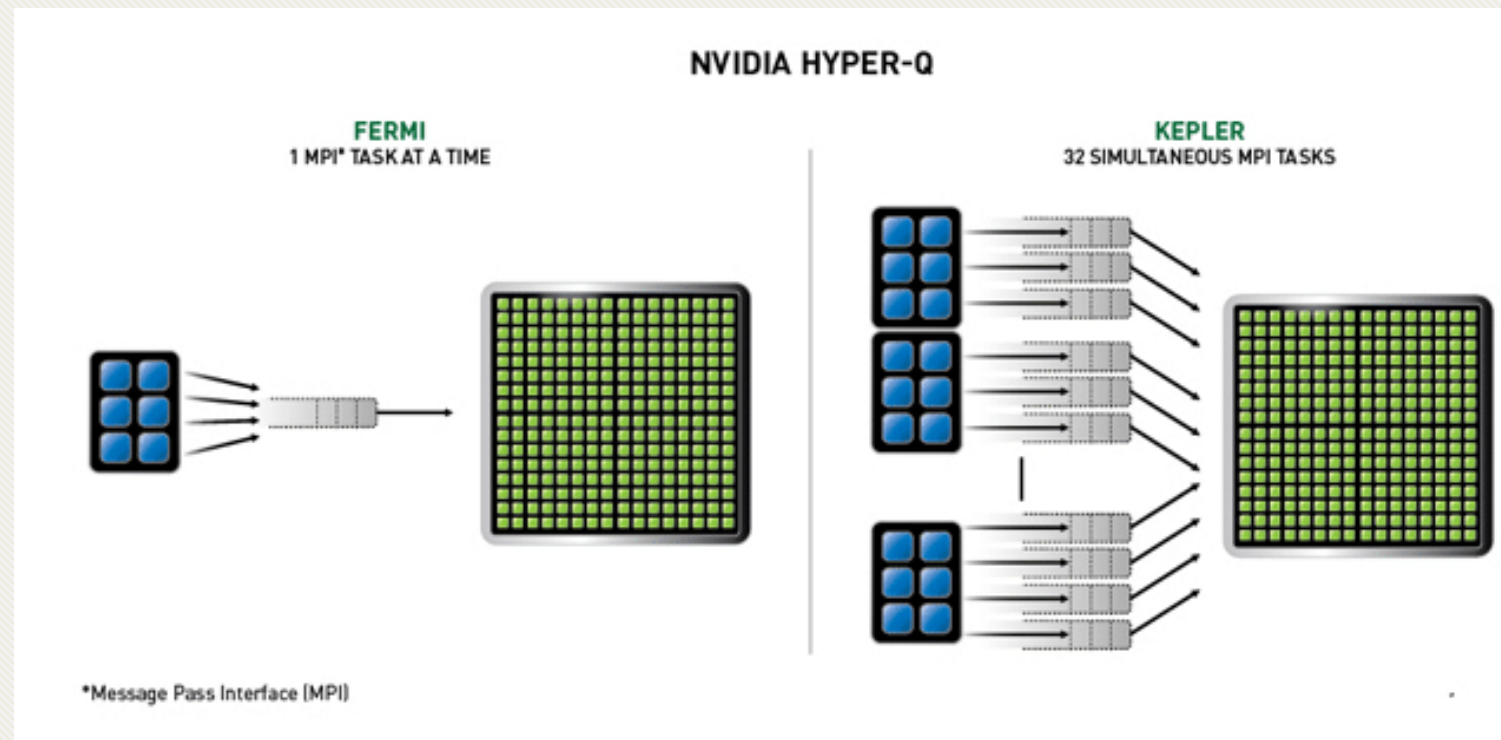 NVIDIA HYPER-Q
FERMI
1 MPI* TASK AT A TIME
KEPLER
32 SIMULTANEOUS MPI TASKS
*Message Pass Interface (MPI)